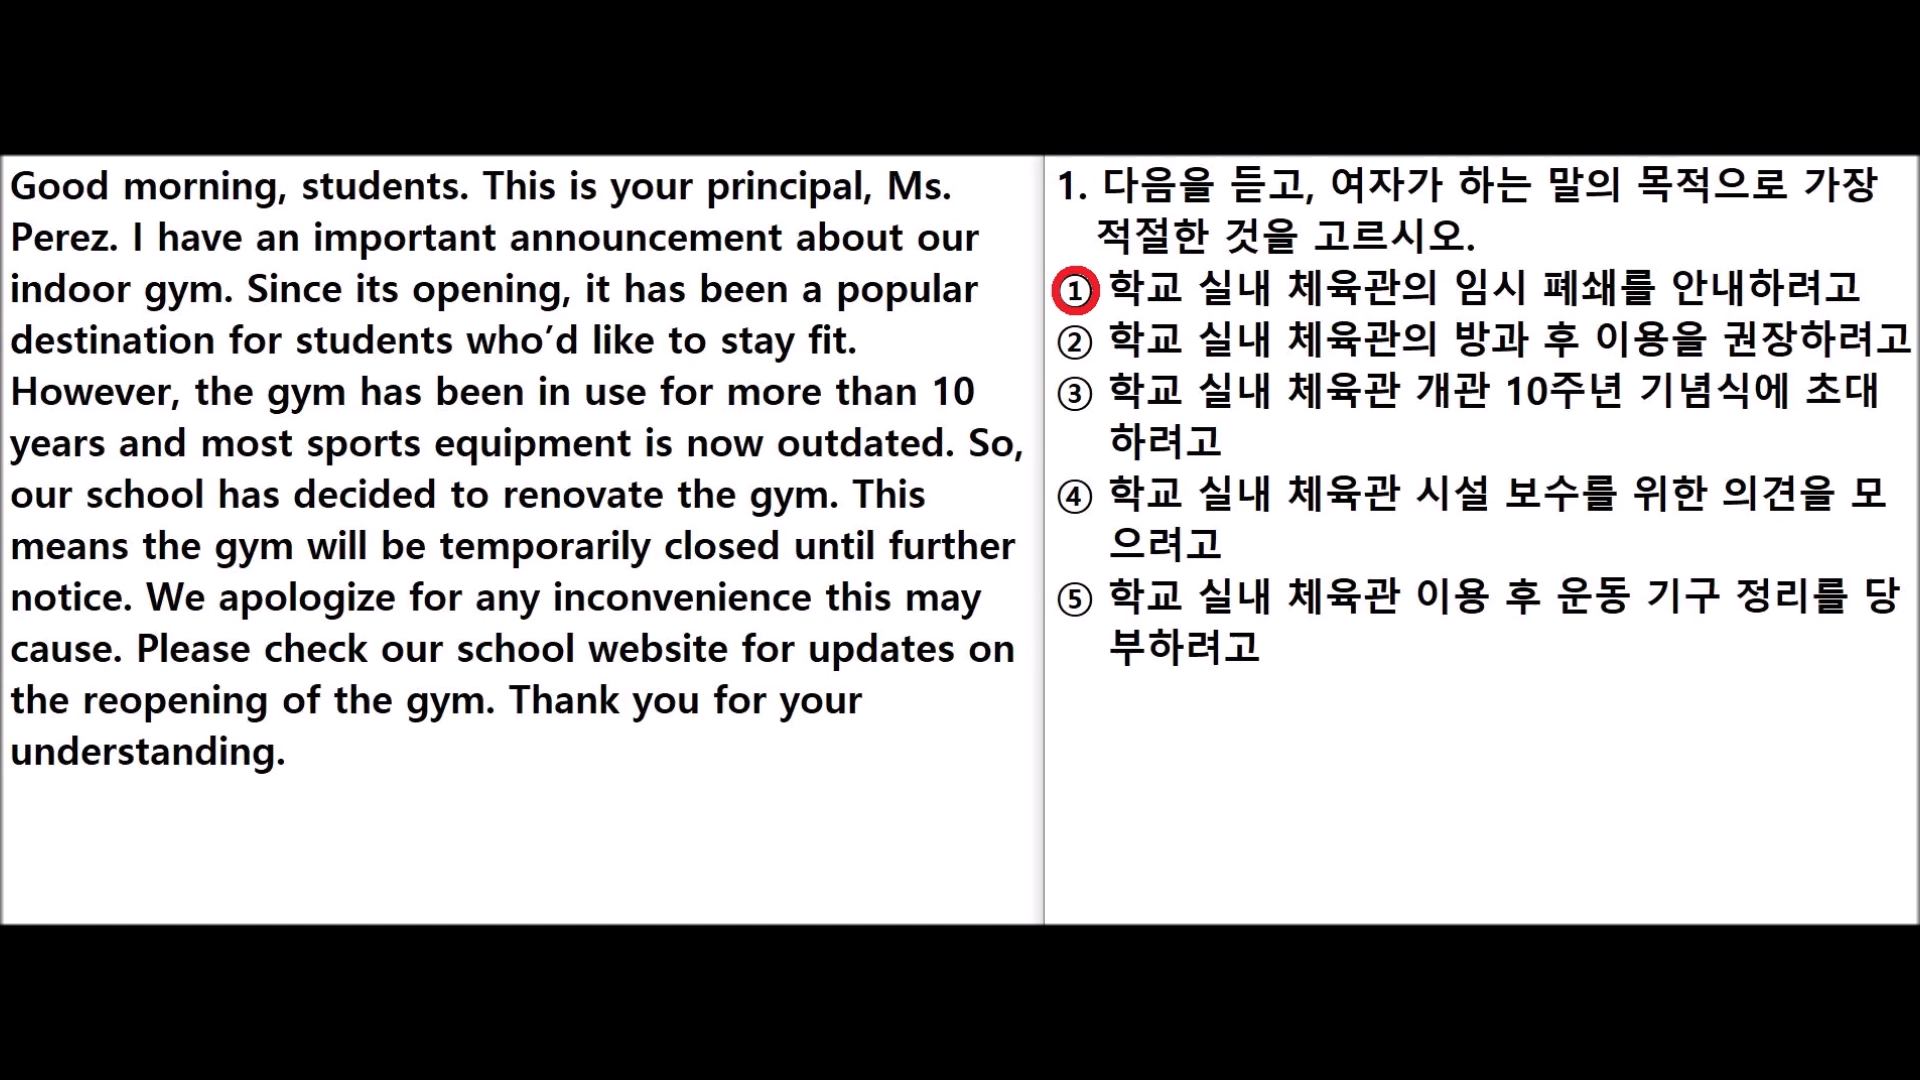 Good morning, students. This is your principal, Ms.
Perez. I have an important announcement about our
indoor gym. Since its opening, it has been a popular
destination for students who’d like to stay fit.
However, the gym has been in use for more than 10
years and most sports equipment is now outdated. So,
our school has decided to renovate the gym. This
means the gym will be temporarily closed until further
notice. We apologize for any inconvenience this may
cause. Please check our school website for updates on
the reopening of the gym. Thank you for your
understanding.
1. 다음을 듣고, 여자가 하는 말의 목적으로 가장
적절한 것을 고르시오.
① 학교 실내 체육관의 임시 폐쇄를 안내하려고
② 학교 실내 체육관의 방과 후 이용을 권장하려고
③ 학교 실내 체육관 개관 10주년 기념식에 초대
하려고
④ 학교 실내 체육관 시설 보수를 위한 의견을 모
으려고
⑤ 학교 실내 체육관 이용 후 운동 기구 정리를 당
부하려고